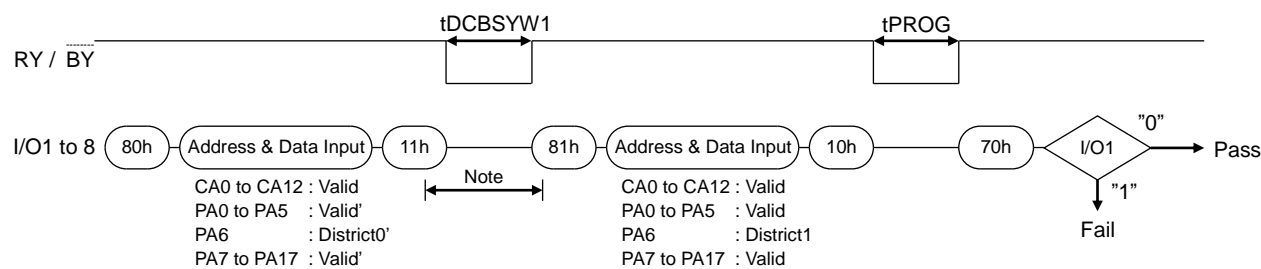 tDCBSYW1 tPROG
RY / BY
I/O1 to 8 80h Address & Data Input 11h 81h Address & Data Input 10h 70h I/O1 "0" Pass
Note
"1"
Fail
CA0 to CA12 : Valid
PA0 to PA5 : Valid'
PA6 : District0'
PA7 to PA17 : Valid'
CA0 to CA12 : Valid
PA0 to PA5 : Valid
PA6 : District1
PA7 to PA17 : Valid